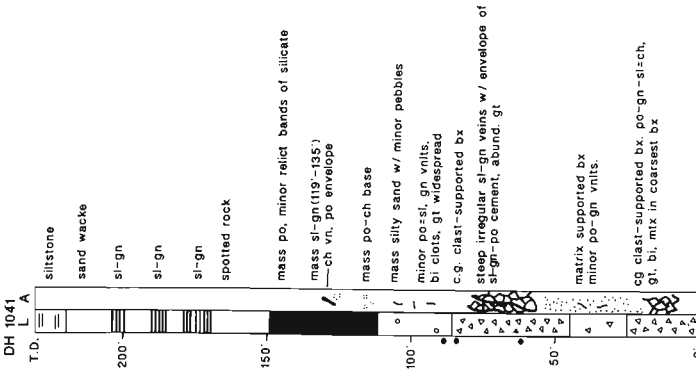 DH 1041
L A
T.D.
200'
150'
100'
50'
siltstone
sand wacke
sl-gn
sl-gn
sl-gn
spotted rock
mass po, minor relict bands of silicate
mass sl-gn (119'-135')
ch vn, po envelope
mass po-ch base
mass silty sand w/ minor pebbles
minor po=sl, gn vnlts,
bi clots, gt widespread
c.g. clast-supported bx
steep irregular sl-gn veins w/ envelope of
sl-gn-po cement, abund. gt
matrix supported bx
minor po-gn vnlts.
cg clast-supported bx. po-gn-sl=ch,
gt, bi, mtx in coarsest bx